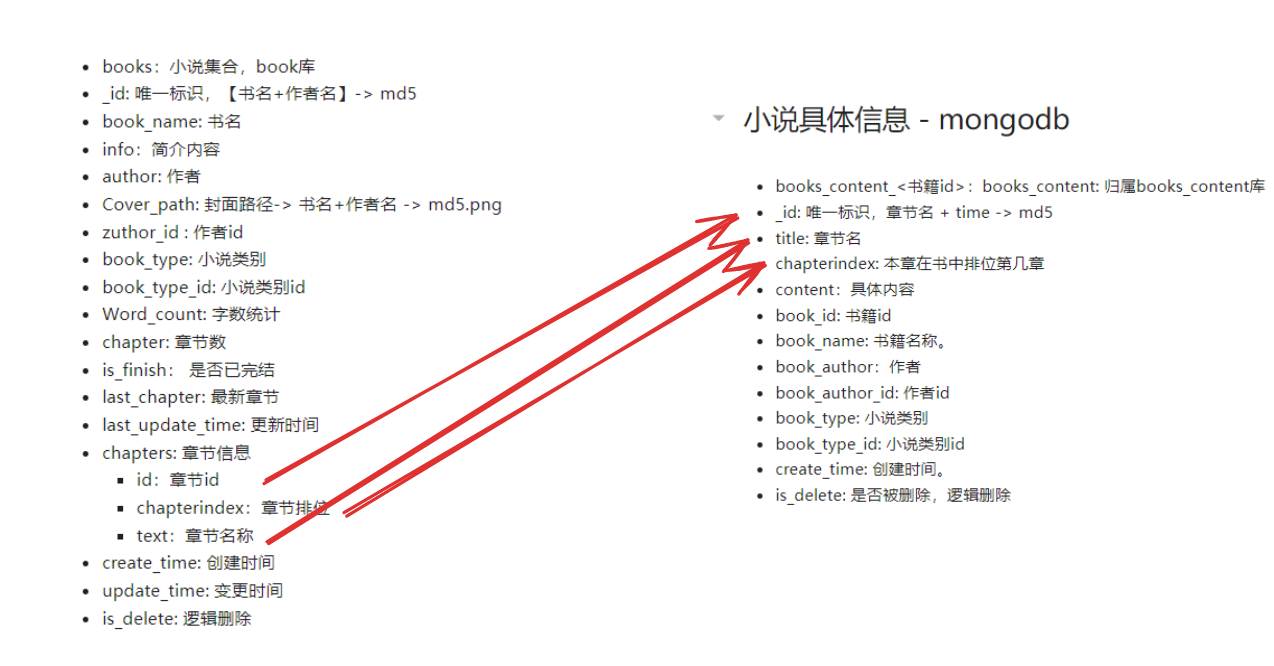 books：小说集合，book库
_id: 唯一标识，【书名+作者名】-> md5
book_name: 书名
info：简介内容
author: 作者
Cover_path: 封面路径-> 书名+作者名 -> md5.png
zuthor_id : 作者id
book_type: 小说类别
book_type_id: 小说类别id
Word_count: 字数统计
chapter: 章节数
is_finish： 是否已完结
last_chapter: 最新章节
last_update_time: 更新时间
chapters: 章节信息
id：章节id
chapterindex：章节排位
text：章节名称
create_time: 创建时间
update_time: 变更时间
is_delete: 逻辑删除
小说具体信息 - mongodb
books_content_<书籍id>：books_content: 归属books_content库
_id: 唯一标识，章节名 + time -> md5
title: 章节名
chapterindex: 本章在书中排位第几章
content：具体内容
book_id: 书籍id
book_name: 书籍名称。
book_author：作者
book_author_id: 作者id
book_type: 小说类别
book_type_id: 小说类别id
create_time: 创建时间。
is_delete: 是否被删除，逻辑删除